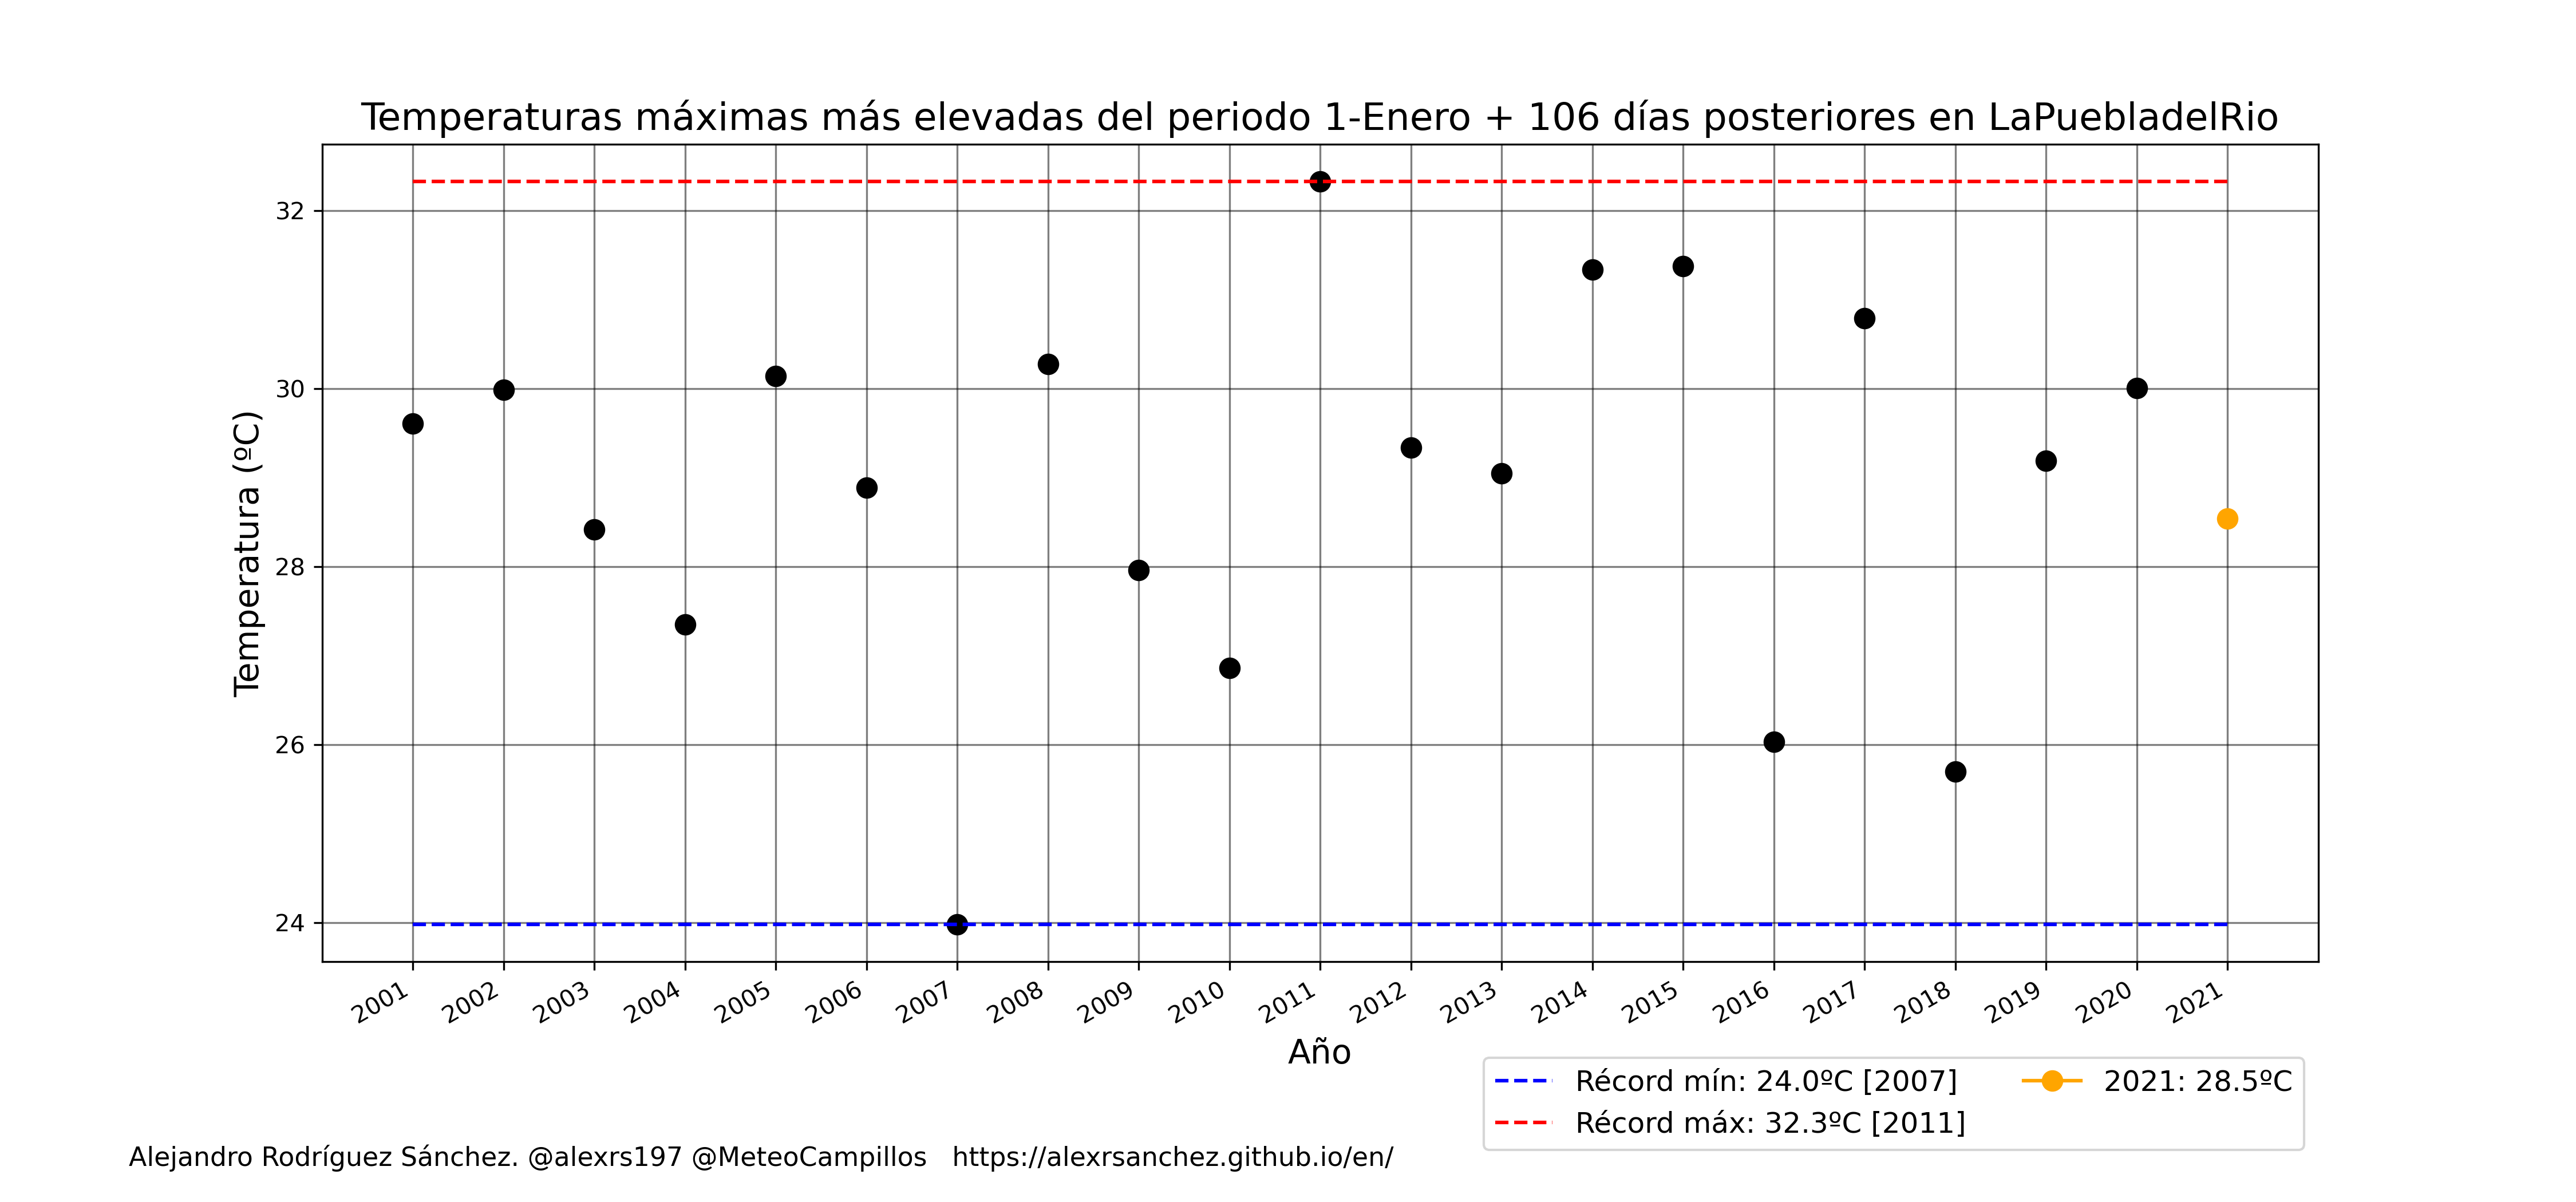 Temperaturas máximas más elevadas del periodo 1-Enero + 106 días posteriores en LaPuebladelRio
Temperatura (ºC)
32
30
28
26
24
2001 2002 2003 2004 2005 2006 2007 2008 2009 2010 2011 2012 2013 2014 2015 2016 2017 2018 2019 2020 2021
Año
Récord mín: 24.0ºC [2007] 2021: 28.5ºC
Récord máx: 32.3ºC [2011]
Alejandro Rodríguez Sánchez. @alexrs197 @MeteoCampillos https://alexrsanchez.github.io/en/